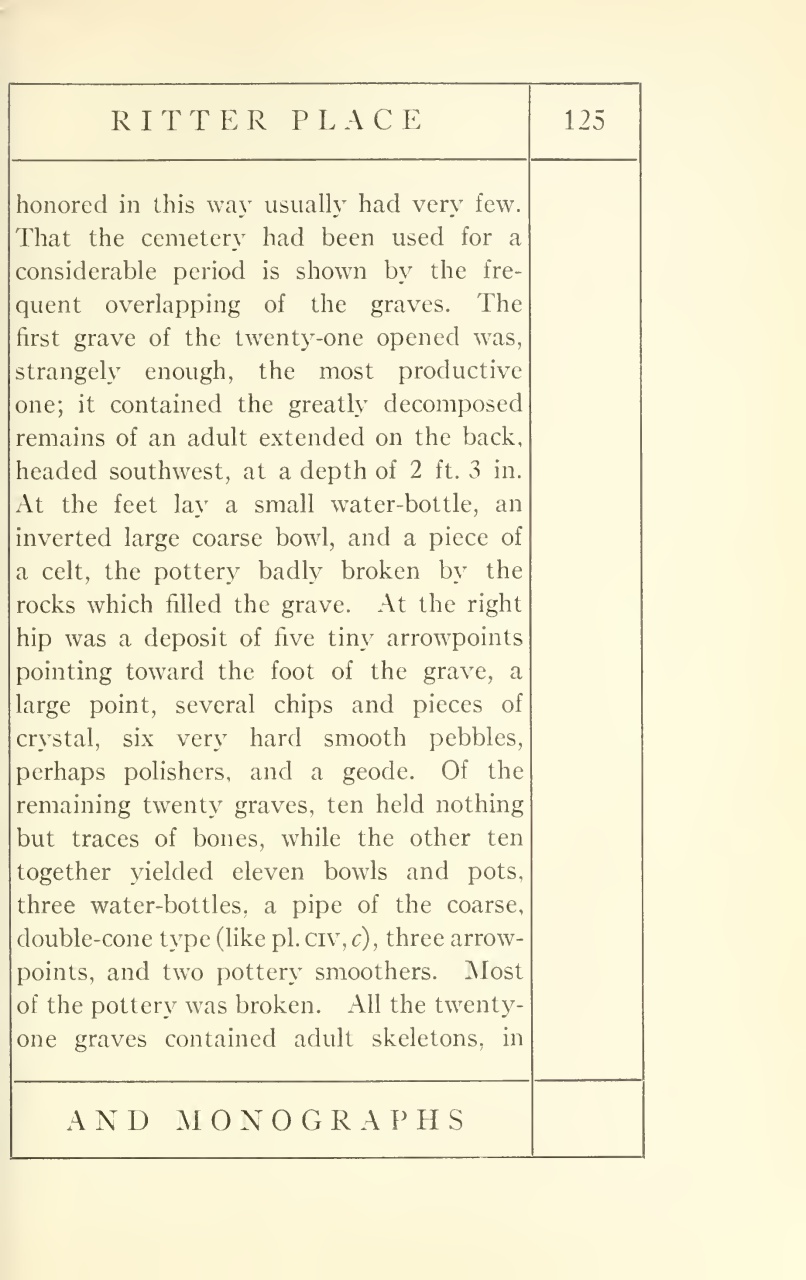 RITTER PLACE
125
honored in this way usually had very few.
That the cemetery had been used for a
considerable period is shown by the fre-
quent overlapping of the graves. The
first grave of the twenty-one opened was,
strangely enough, the most productive
one; it contained the greatly decomposed
remains of an adult extended on the back,
headed southwest, at a depth of 2 ft. 3 in.
At the feet lay a small water-bottle, an
inverted large coarse bowl, and a piece of
a celt, the pottery badly broken by the
rocks which filled the grave. At the right
hip was a deposit of five tiny arrowpoints
pointing toward the foot of the grave, a
large point, several chips and pieces of
crystal, six very hard smooth pebbles,
perhaps polishers, and a geode. Of the
remaining twenty graves, ten held nothing
but traces of bones, while the other ten
together yielded eleven bowls and pots,
three water-bottles, a pipe of the coarse,
double-cone type (like pl. CIV, c), three arrow-
points, and two pottery smoothers. Most
of the pottery was broken. All the twenty-
one graves contained adult skeletons, in
AND MONOGRAPHS